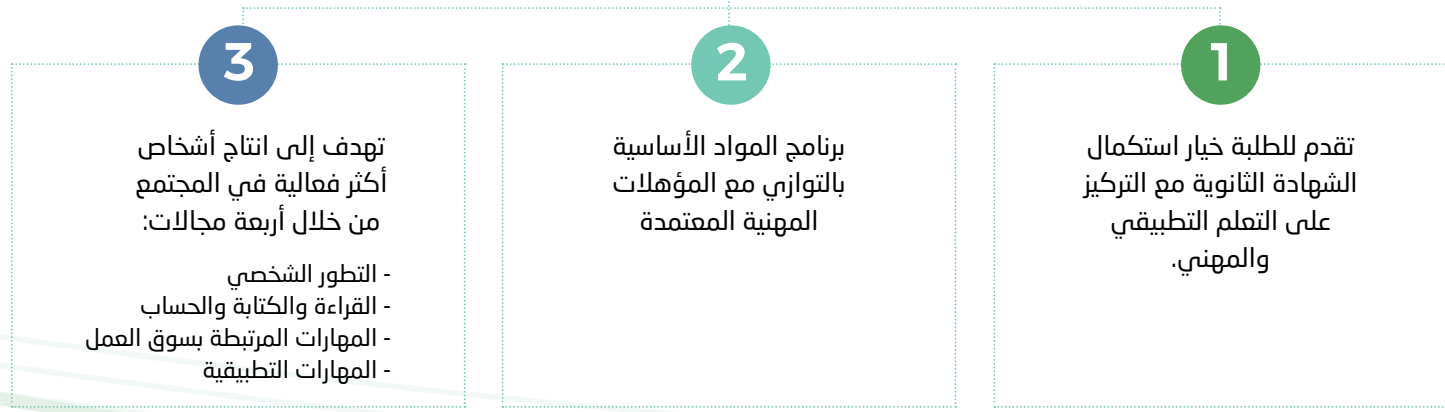 1
تقدم للطلبة خيار استكمال
الشهادة الثانوية مع التركيز
على التعلم التطبيقي
والمهني.
2
برنامج المواد الأساسية
بالتوازي مع المؤهلات
المهنية المعتمدة
3
تهدف إلى انتاج أشخاص
أكثر فعالية في المجتمع
من خلال أربعة مجالات:
- التطور الشخصي
- القراءة والكتابة والحساب
- المهارات المرتبطة بسوق العمل
- المهارات التطبيقية